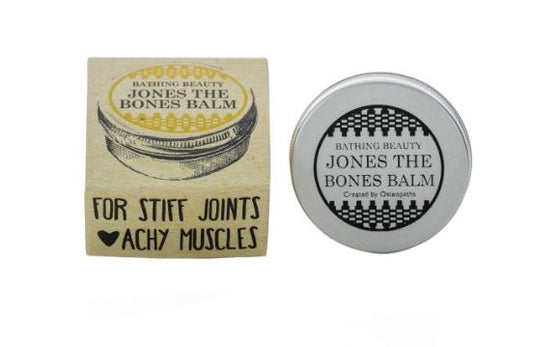 BATHING BEAUTY
JONES THE
BONES BALM
FOR STIFF JOINTS
♥ACHY MUSCLES
BATHING BEAUTY
JONES THE
BONES BALM
Created by Osteopaths